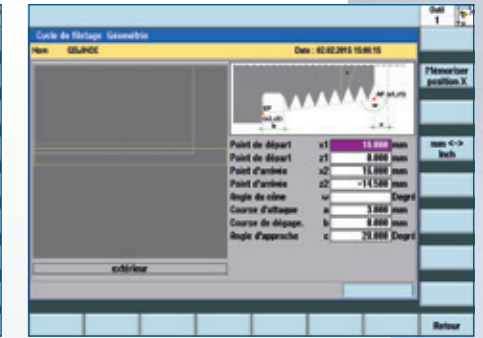 Outil
1
Cycle de filetage Géométrie
Nom GEWINDE Date : 02.02.2015 15:06:15
Mémoriser
position X
mm <->
Inch
Point de départ x1 16.000 mm
Point de départ z1 0.000 mm
Point d'arrivée x2 15.000 mm
Point d'arrivée z2 -14.500 mm
Angle du cône w Degré
Course d'attaque a 3.000 mm
Course de dégage. b 0.000 mm
Angle d'approche c 29.000 Degré
extérieur
Retour